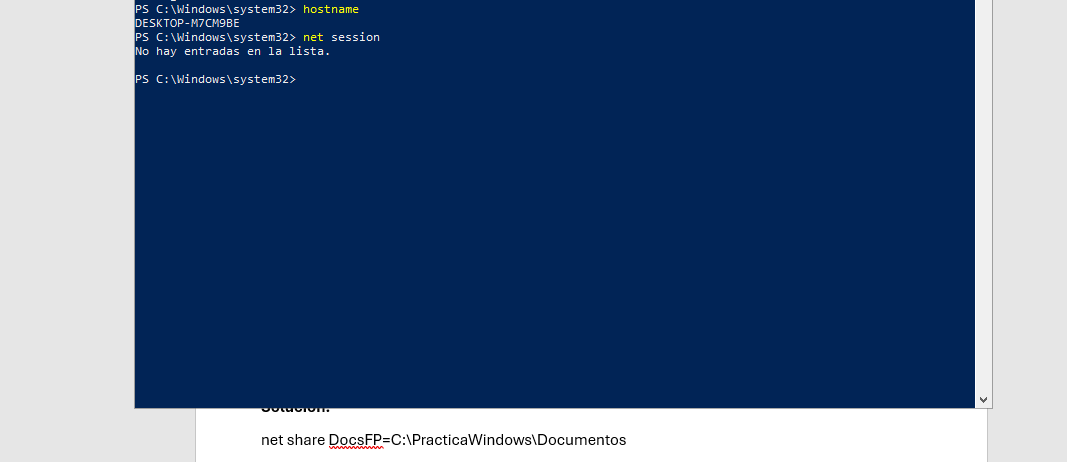 PS C:\Windows\system32> hostname
DESKTOP-M7CM9BE
PS C:\Windows\system32> net session
No hay entradas en la lista.
PS C:\Windows\system32>
Solución:
net share DocsFP=C:\PracticaWindows\Documentos